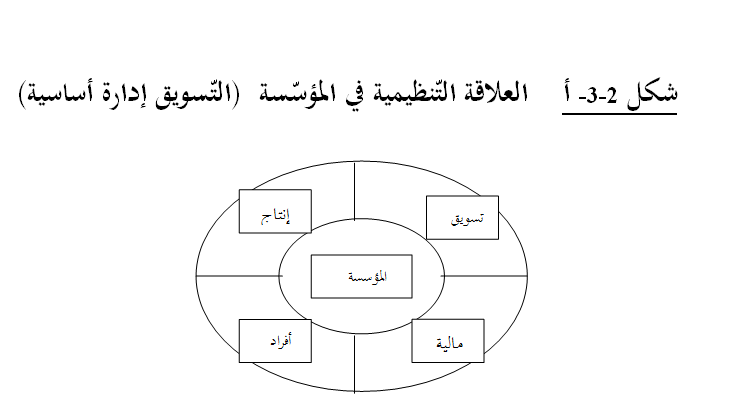 شكل 2-3- أ العلاقة التّنظيمية في المؤسّسة (التّسويق إدارة أساسية)
تسويق
إنتاج
المؤسسة
مالية
أفراد